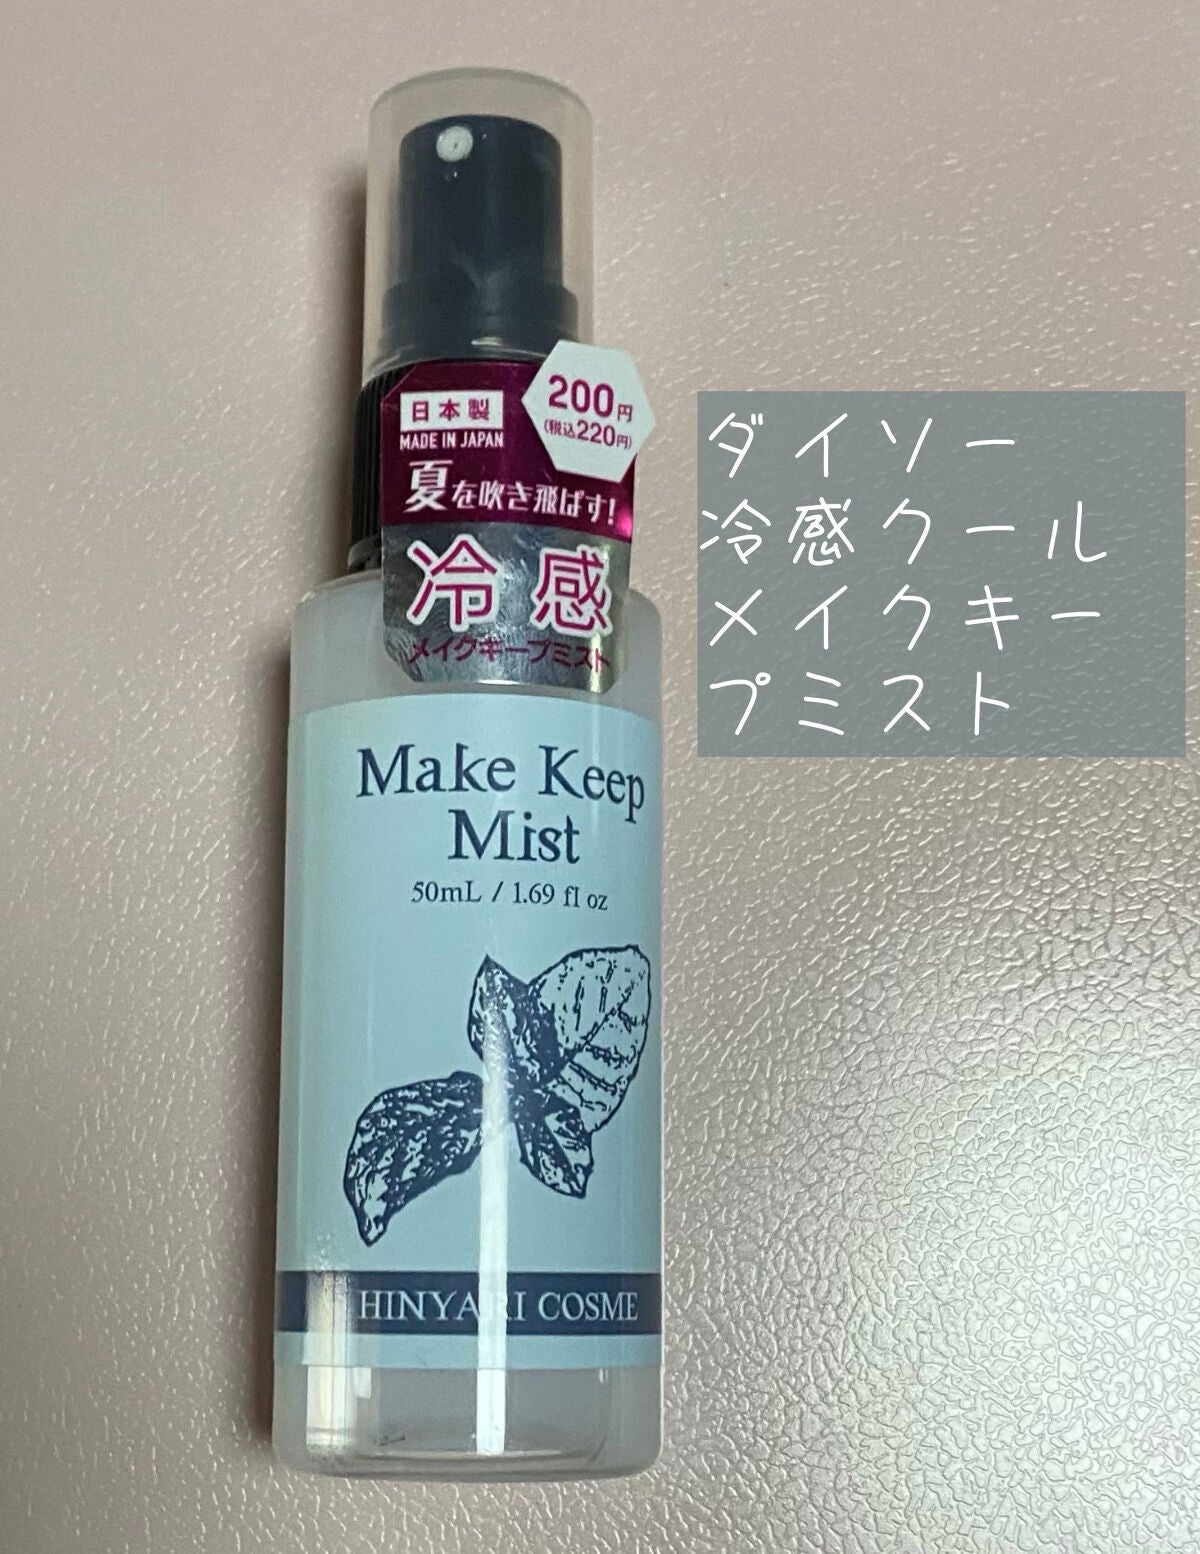 200円
(税込220円)
日本製
MADE IN JAPAN
夏を吹き飛ばす!
冷感
メイクキープミスト
Make Keep
Mist
50mL / 1.69 fl oz
HINYARI COSME
ダイソー
冷感クール
メイクキー
プミスト